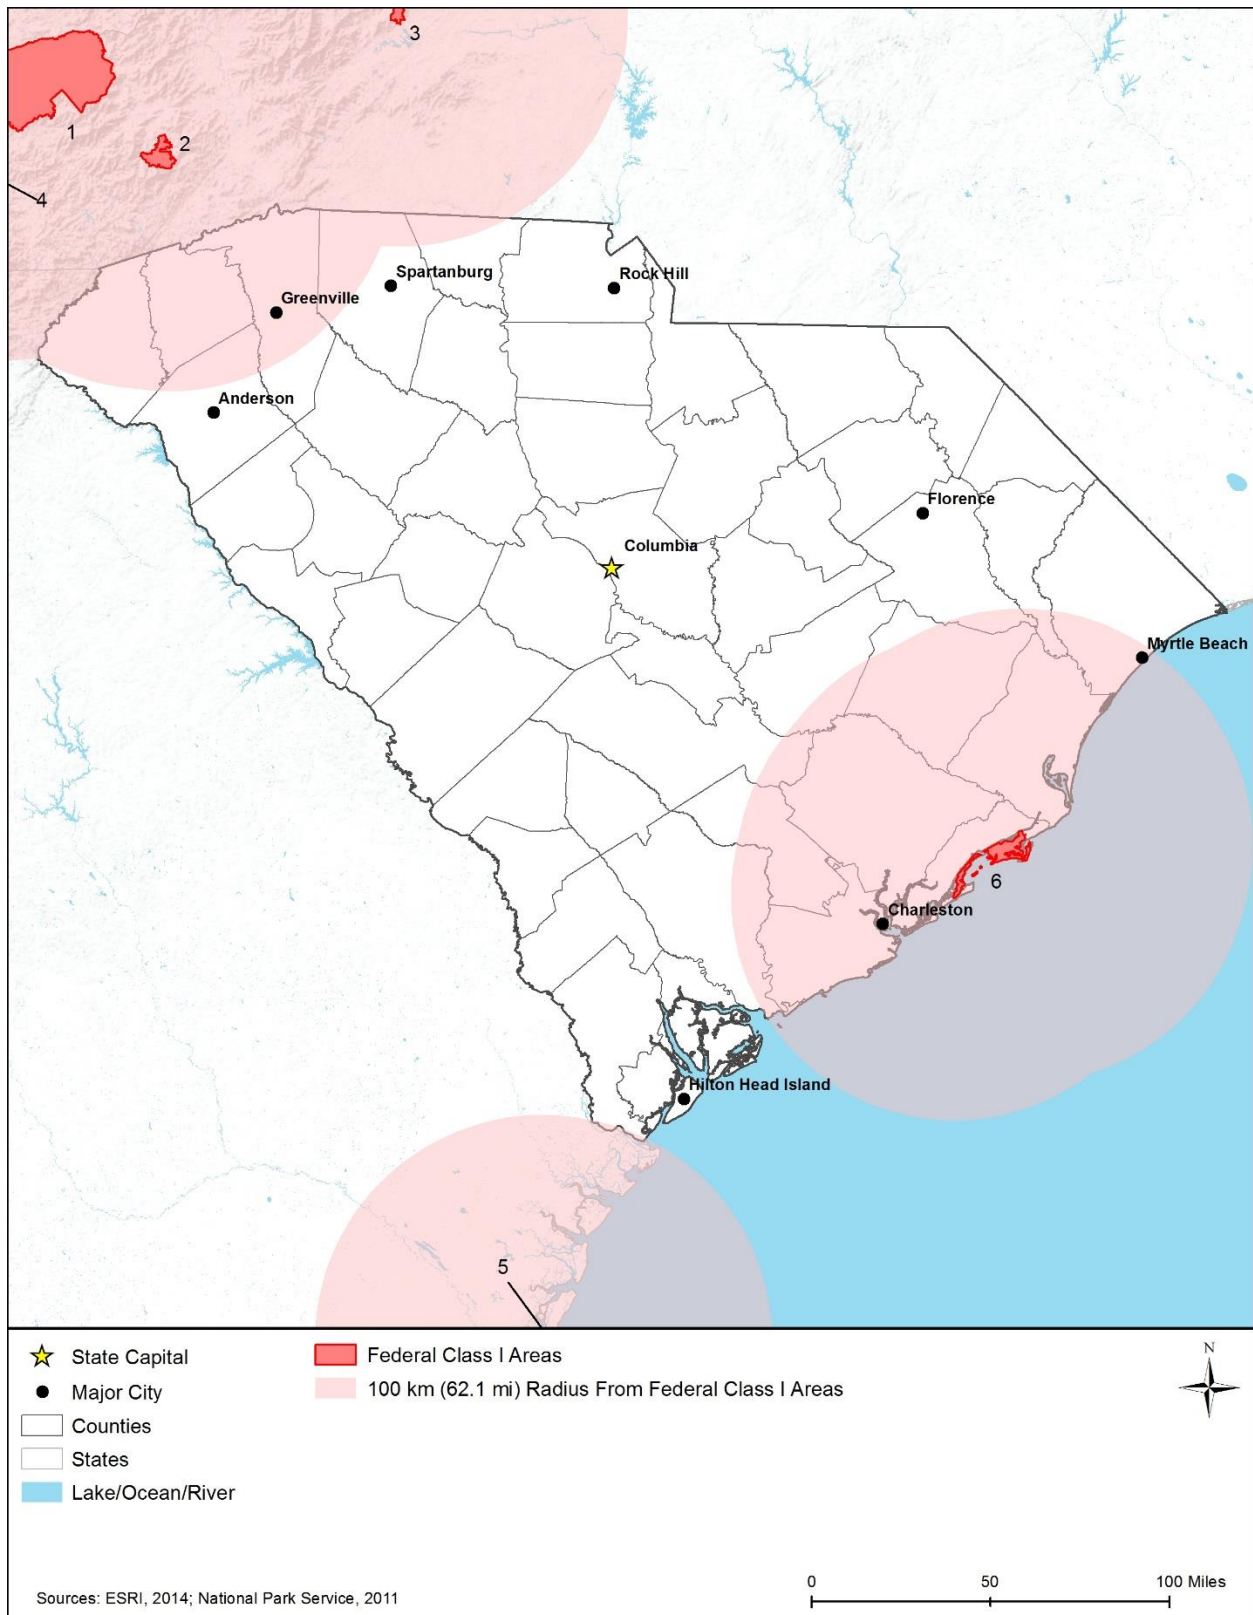 3
1
2
4
Spartanburg
Rock Hill
Greenville
Anderson
Florence
Columbia
Myrtle Beach
6
Charleston
Hilton Head Island
5
State Capital
Major City
Counties
States
Lake/Ocean/River
Federal Class I Areas
100 km (62.1 mi) Radius From Federal Class I Areas
N
Sources: ESRI, 2014; National Park Service, 2011
0 50 100 Miles